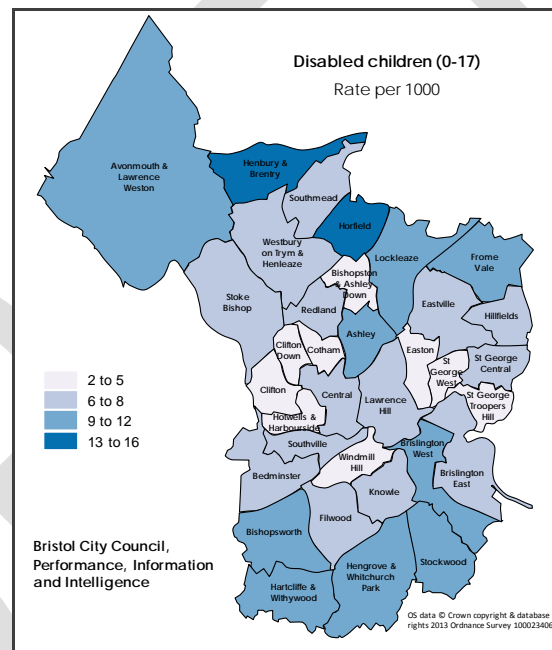 Disabled children (0-17)
Rate per 1000
Avonmouth &
Lawrence
Weston
Henbury &
Brentry
Southmead
Horfield
Westbury
on Trym &
Henleaze
Lockleaze
Frome
Vale
Bishopston
& Ashley
Down
Stoke
Bishop
Redland
Eastville
Hillfields
Ashley
Clifton
Down
Cotham
Easton
St
George
West
St George
Central
Clifton
Central
Lawrence
Hill
St George
Troopers
Hill
Hotwells &
Harbourside
Southville
Windmill
Hill
Brislington
West
Bedminster
Knowle
Brislington
East
Filwood
Bishopsworth
Stockwood
Hengrove &
Whitchurch
Park
Hartcliffe &
Withywood
2 to 5
6 to 8
9 to 12
13 to 16
Bristol City Council,
Performance, Information
and Intelligence
OS data © Crown copyright & database
rights 2013 Ordnance Survey 100023406